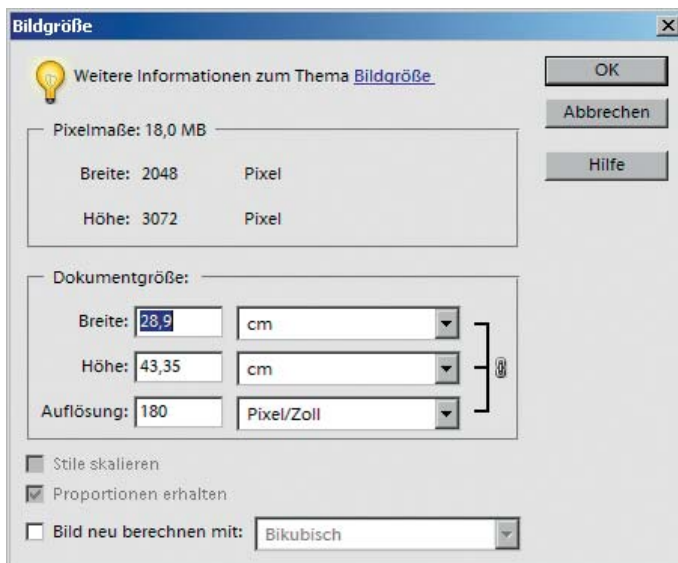 Bildgröße
Weitere Informationen zum Thema Bildgröße
OK
Abbrechen
Hilfe
Pixelmaße: 18,0 MB
Breite: 2048 Pixel
Höhe: 3072 Pixel
Dokumentgröße:
Breite: 28,9 cm
Höhe: 43,35 cm
Auflösung: 180 Pixel/Zoll
Stile skalieren
Proportionen erhalten
Bild neu berechnen mit: Bikubisch